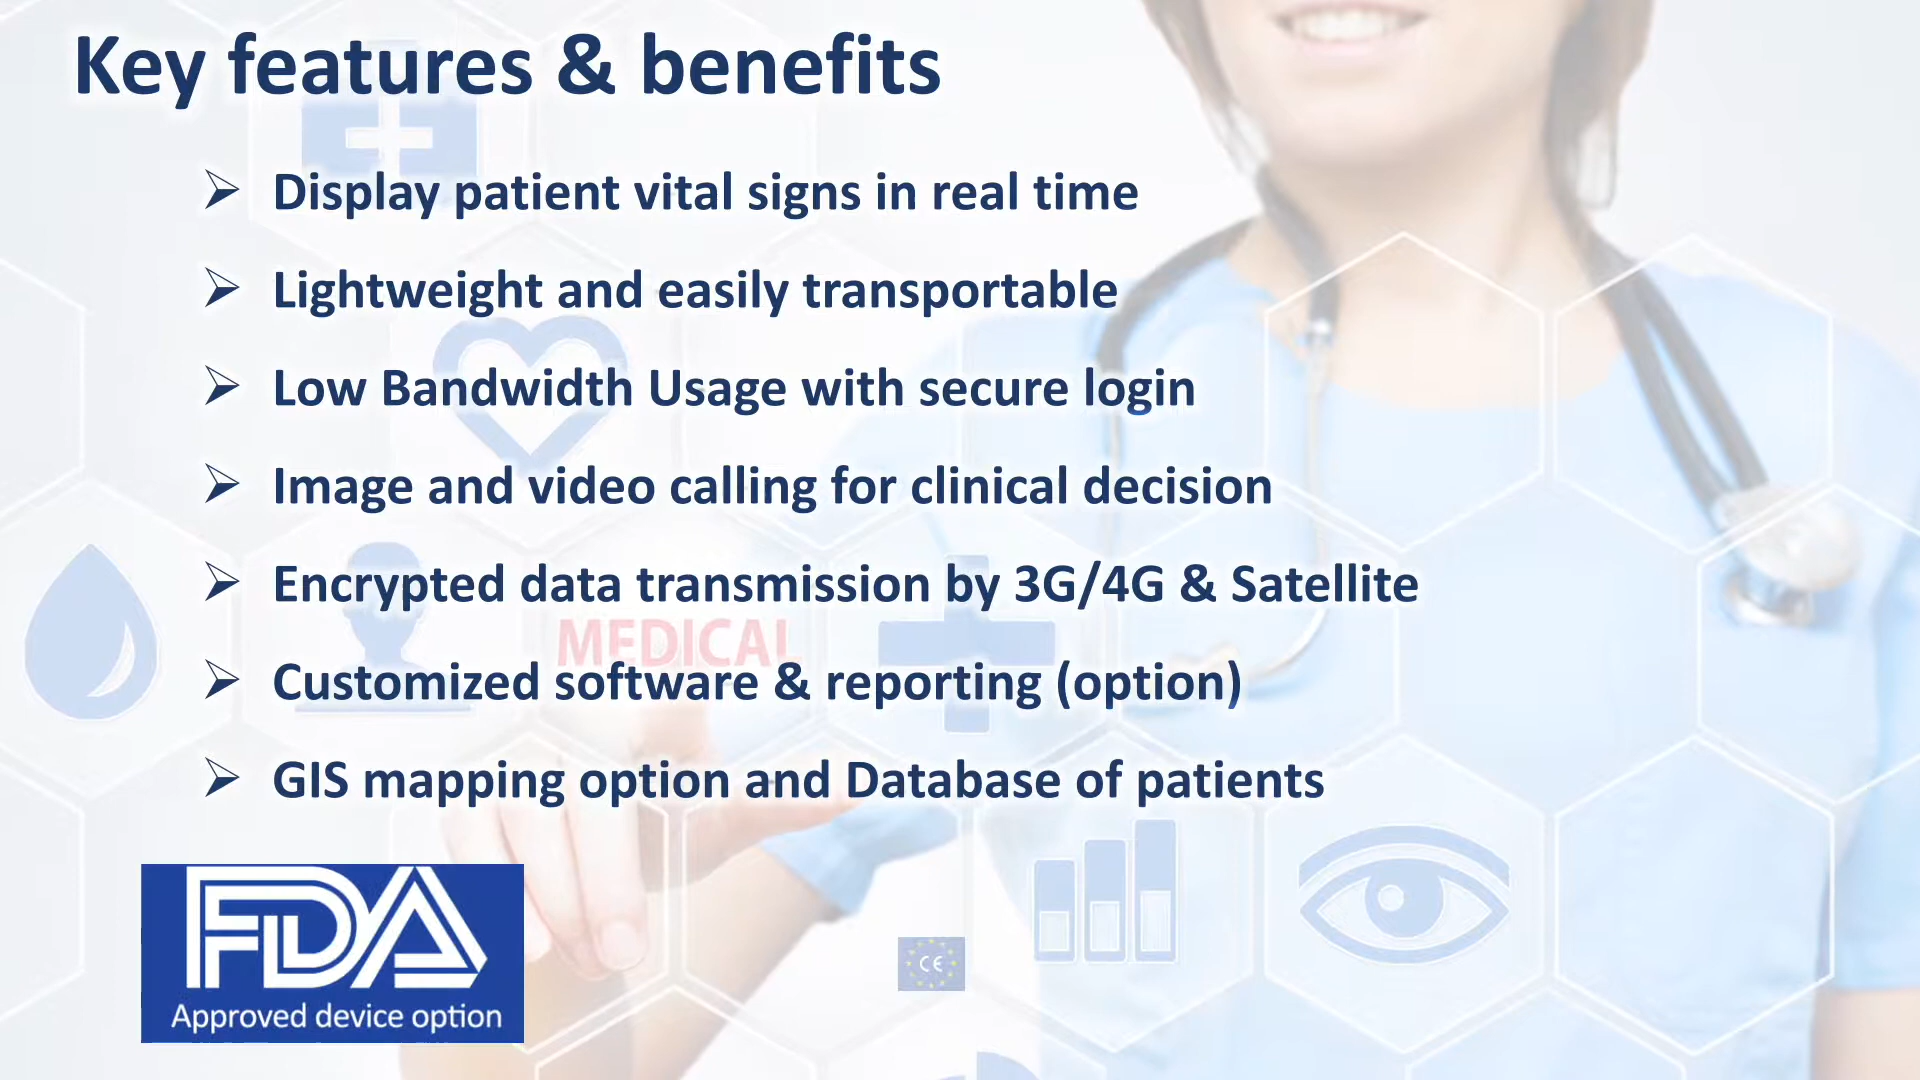 Key features & benefits
➢ Display patient vital signs in real time
➢ Lightweight and easily transportable
➢ Low Bandwidth Usage with secure login
➢ Image and video calling for clinical decision
➢ Encrypted data transmission by 3G/4G & Satellite
MEDICAL
➢ Customized software & reporting (option)
➢ GIS mapping option and Database of patients
FDA
Approved device option
CE